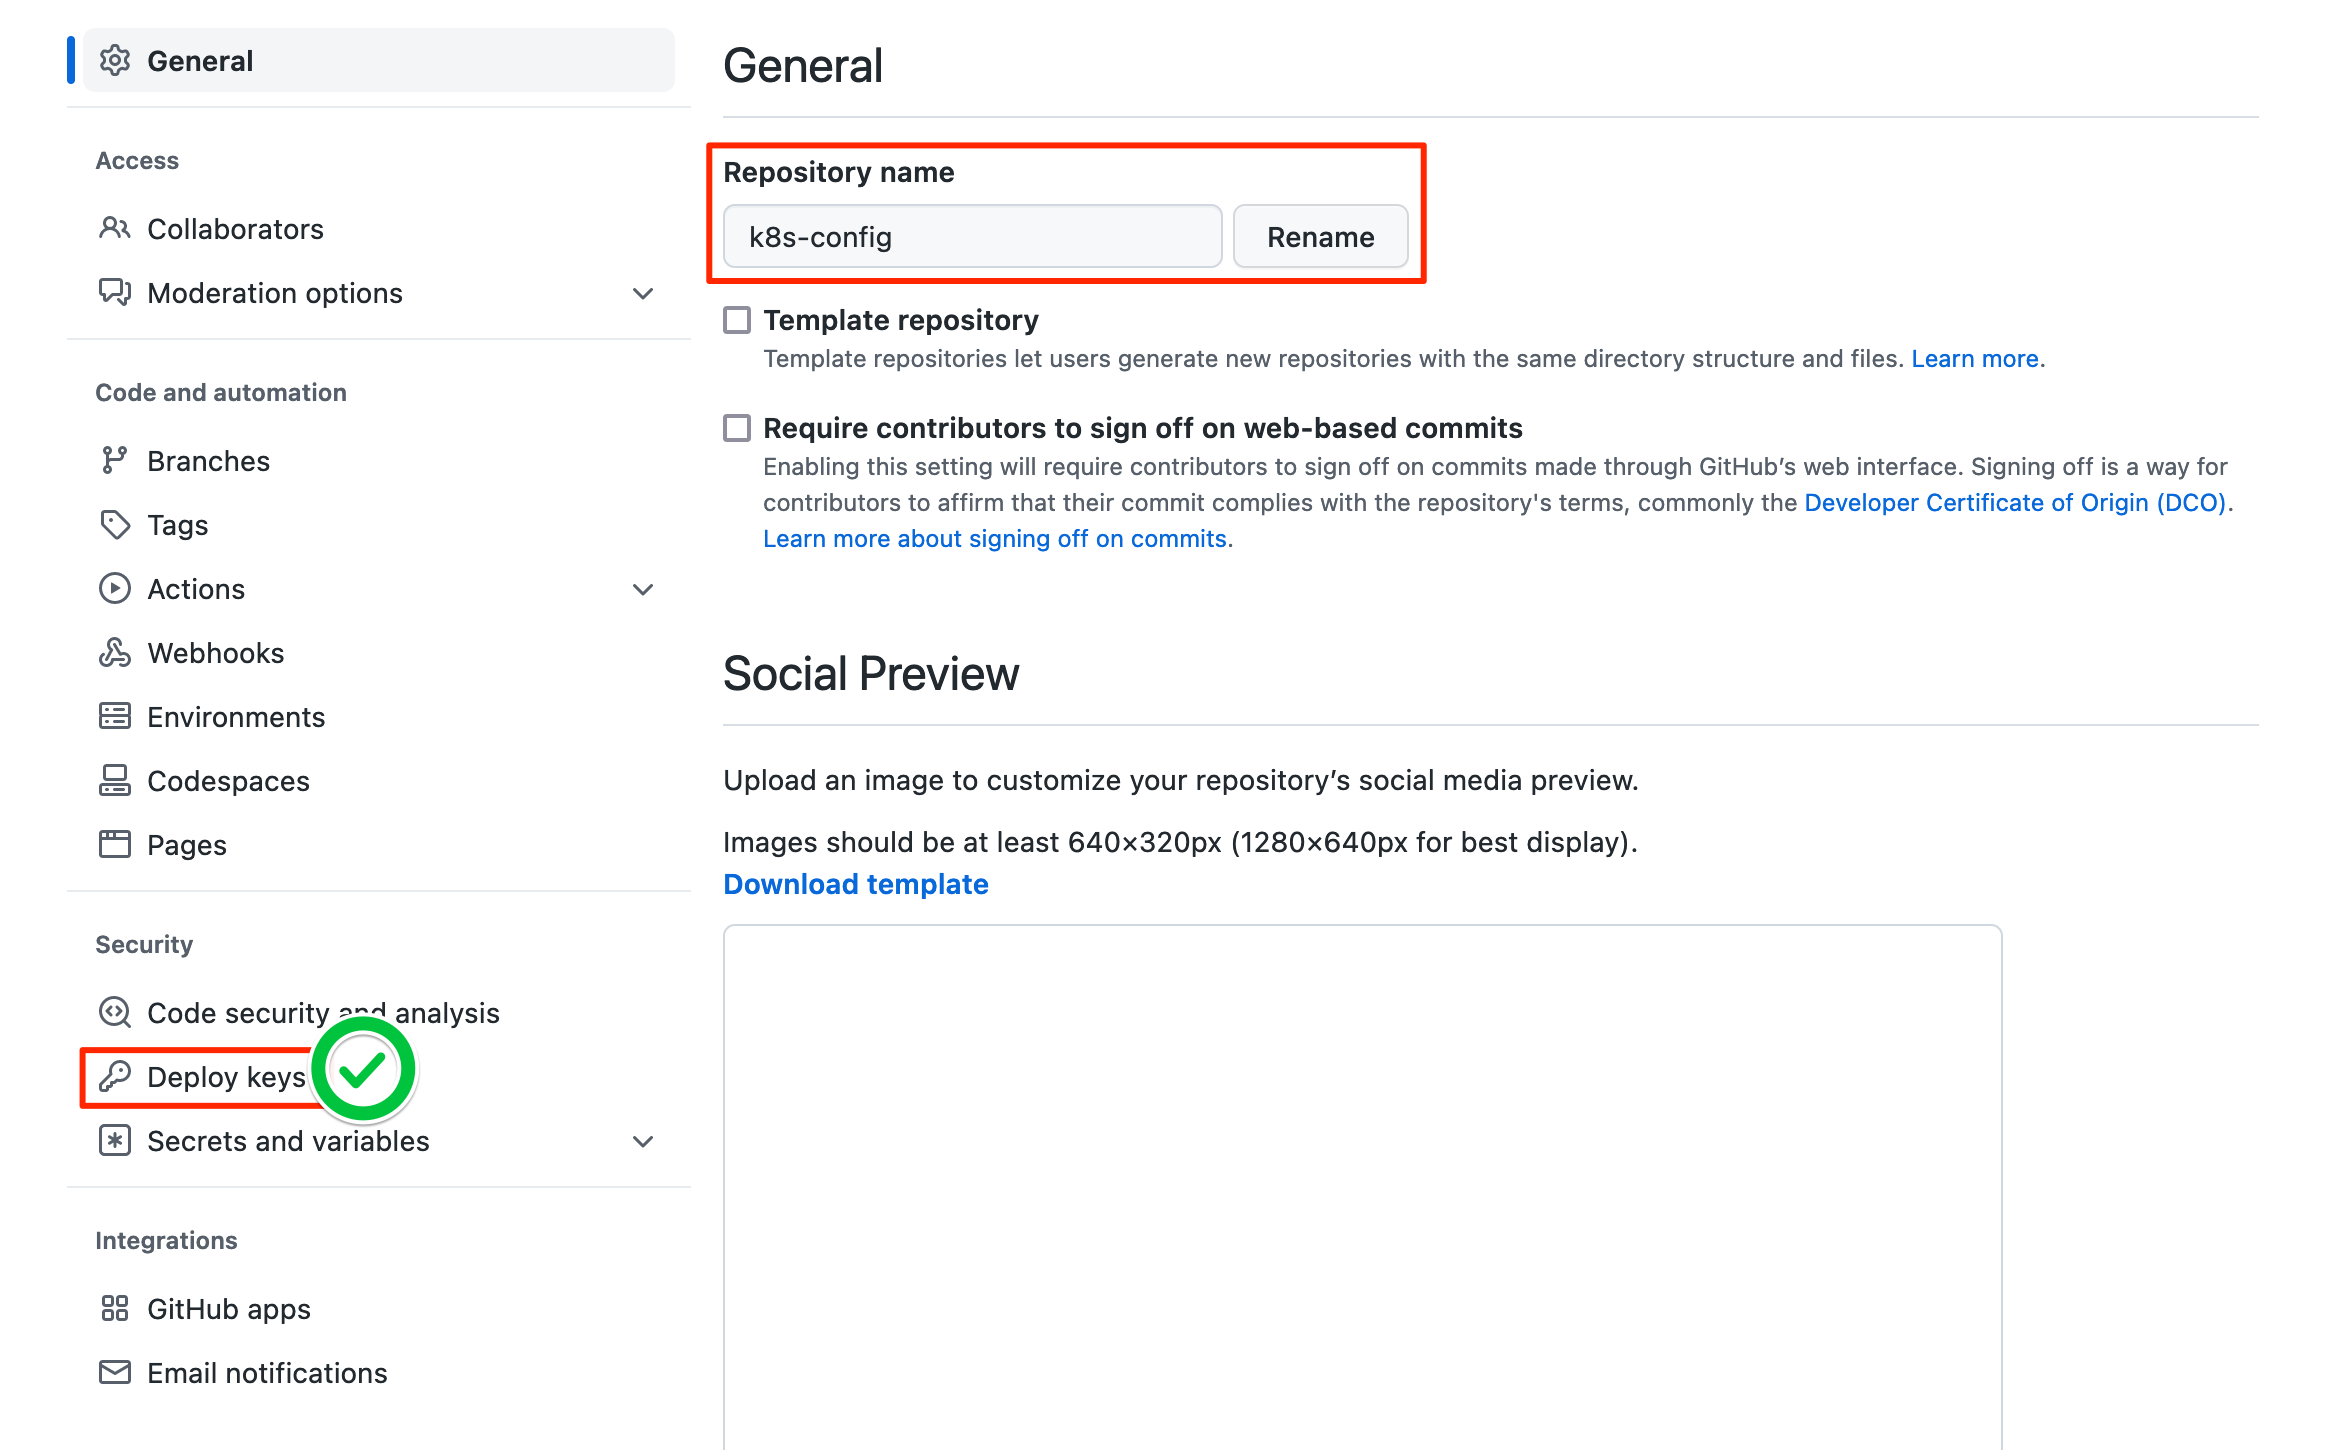 General
Access
Collaborators
Moderation options
Code and automation
Branches
Tags
Actions
Webhooks
Environments
Codespaces
Pages
Security
Code security and analysis
Deploy keys
Secrets and variables
Integrations
GitHub apps
Email notifications
General
Repository name
k8s-config
Rename
Template repository
Template repositories let users generate new repositories with the same directory structure and files. Learn more.
Require contributors to sign off on web-based commits
Enabling this setting will require contributors to sign off on commits made through GitHub’s web interface. Signing off is a way for
contributors to affirm that their commit complies with the repository's terms, commonly the Developer Certificate of Origin (DCO).
Learn more about signing off on commits.
Social Preview
Upload an image to customize your repository’s social media preview.
Images should be at least 640×320px (1280×640px for best display).
Download template